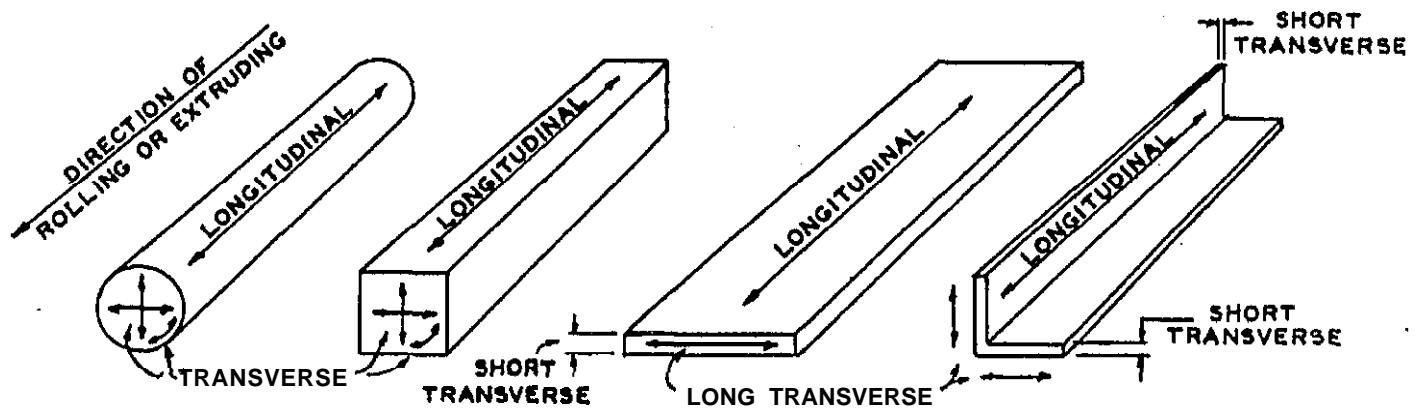 DIRECTION OF
ROLLING OR EXTRUDING
LONGITUDINAL
LONGITUDINAL
LONGITUDINAL
LONGITUDINAL
SHORT
TRANSVERSE
SHORT
TRANSVERSE
TRANSVERSE
SHORT
TRANSVERSE
LONG TRANSVERSE